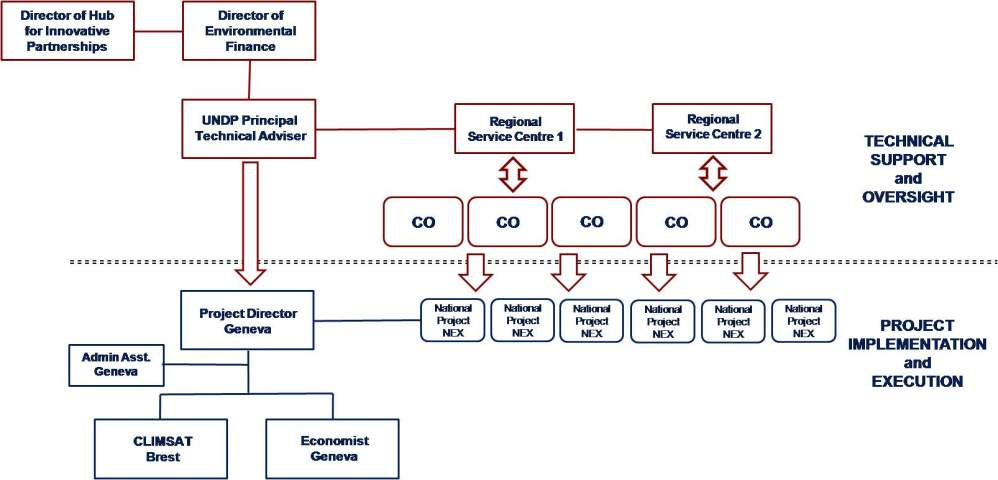 Director of Hub
for Innovative
Partnerships
Director of
Environmental
Finance
UNDP Principal
Technical Adviser
Regional
Service Centre 1
Regional
Service Centre 2
TECHNICAL
SUPPORT
and
OVERSIGHT
CO
CO
CO
CO
CO
Project Director
Geneva
National
Project
NEX
National
Project
NEX
National
Project
NEX
National
Project
NEX
National
Project
NEX
National
Project
NEX
PROJECT
IMPLEMENTATION
and
EXECUTION
Admin Asst.
Geneva
CLIMSAT
Brest
Economist
Geneva